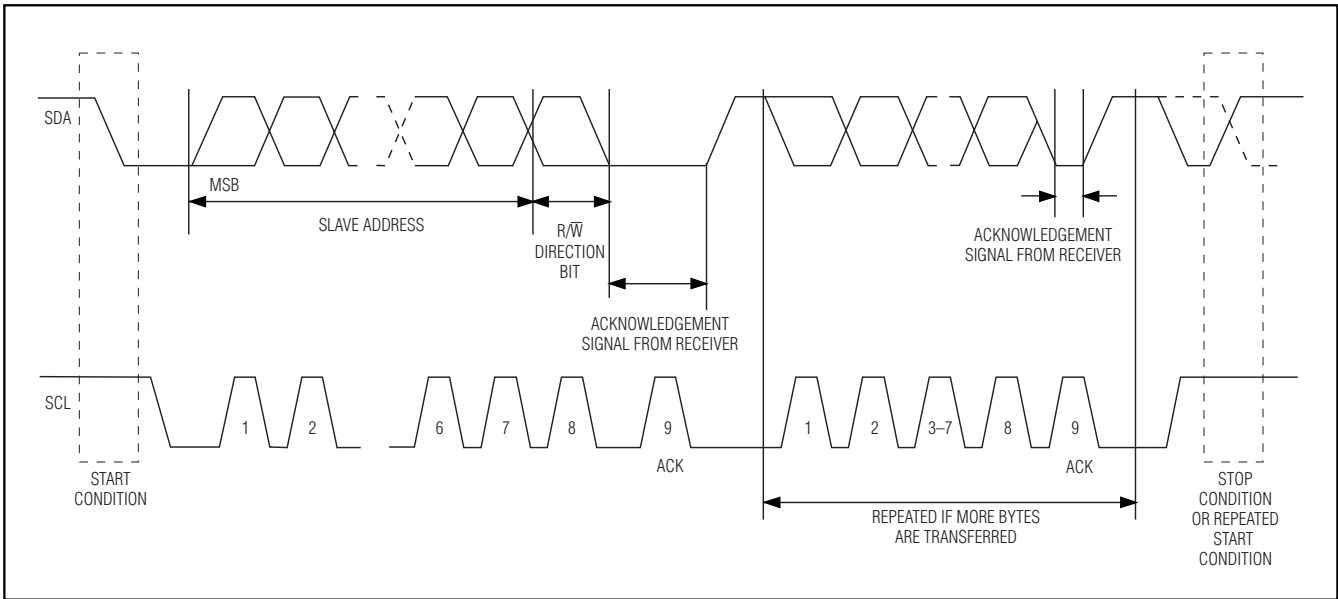 SDA
MSB
SLAVE ADDRESS
R/W̅
DIRECTION
BIT
ACKNOWLEDGEMENT
SIGNAL FROM RECEIVER
ACKNOWLEDGEMENT
SIGNAL FROM RECEIVER
SCL
1 2 6 7 8 9 1 2 3–7 8 9
ACK
ACK
START
CONDITION
REPEATED IF MORE BYTES
ARE TRANSFERRED
STOP
CONDITION
OR REPEATED
START
CONDITION